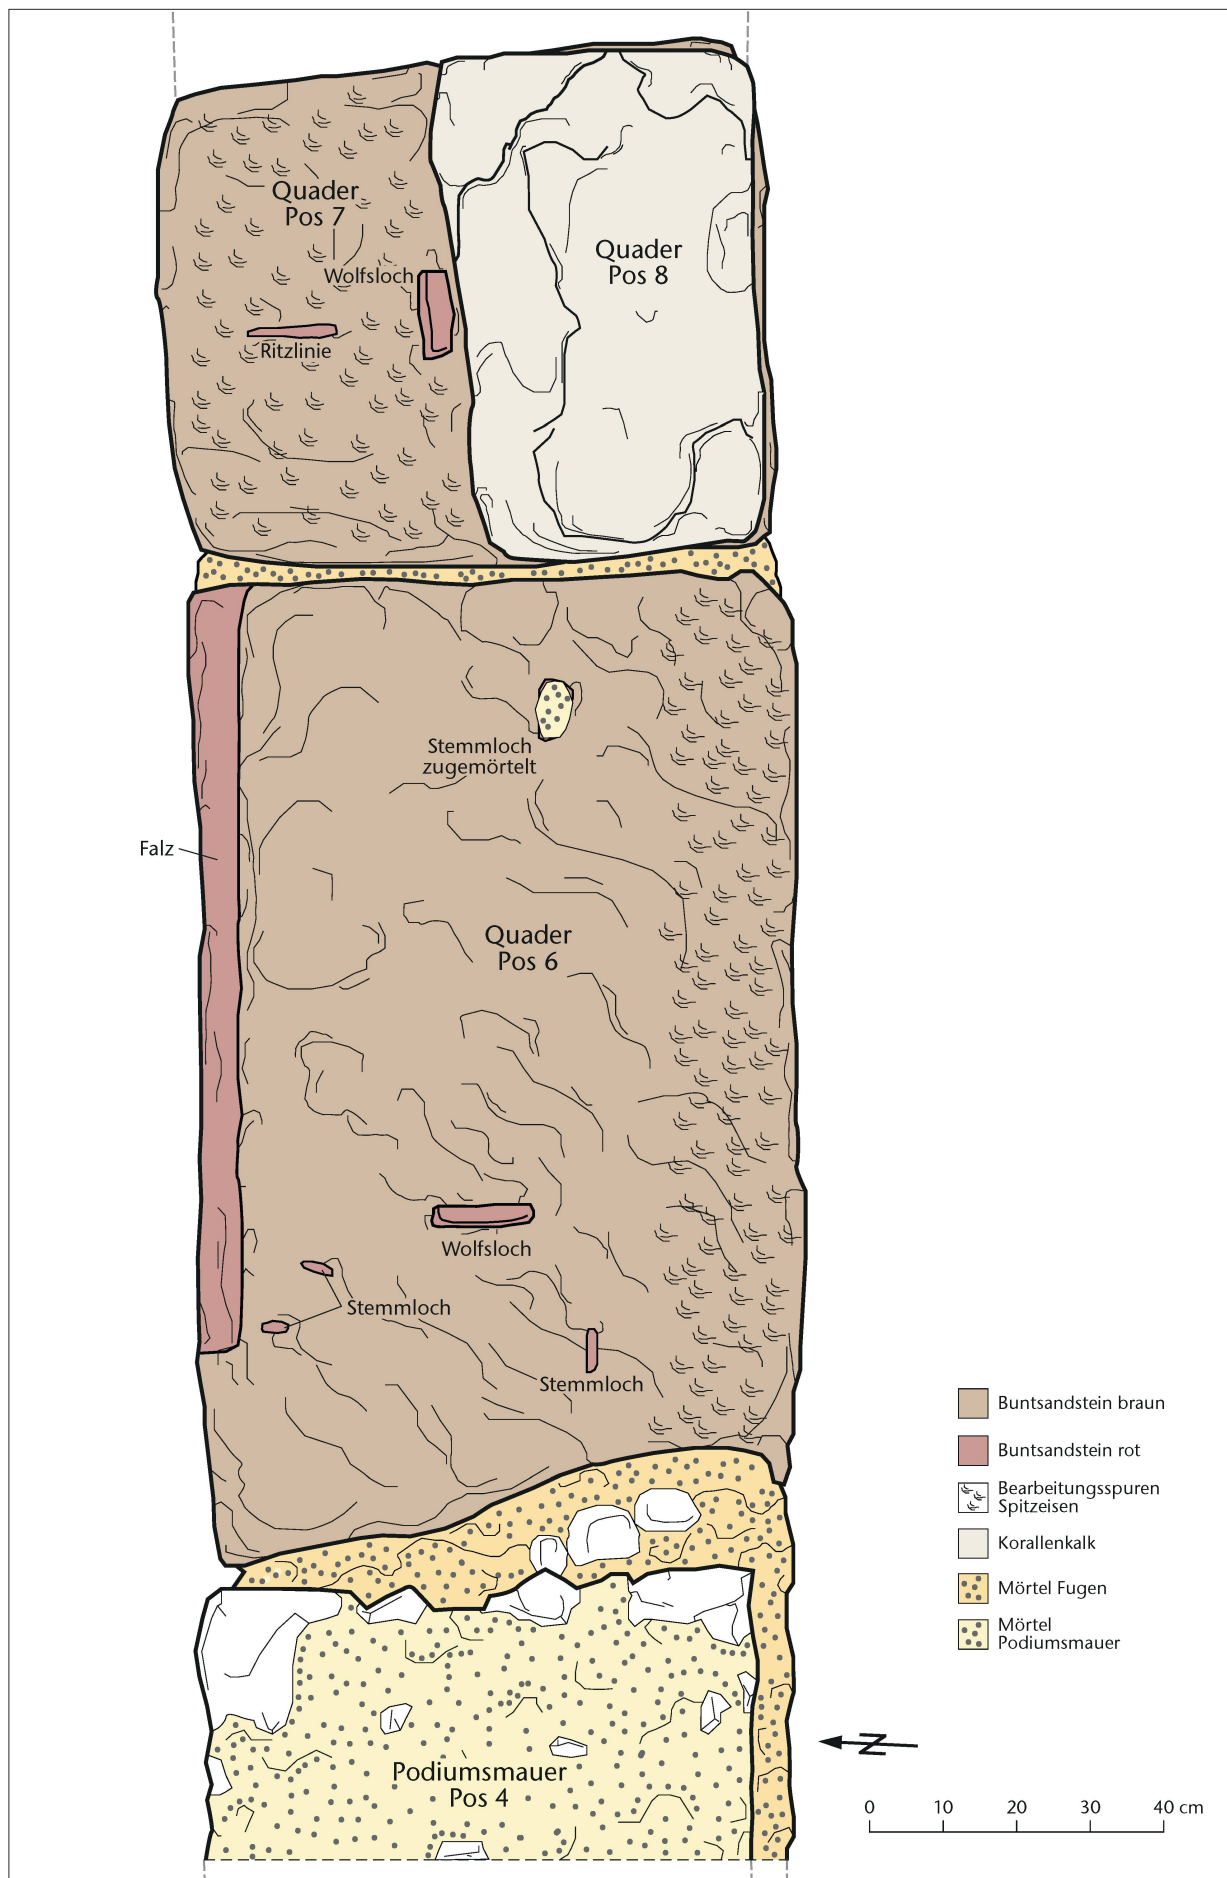 Quader
Pos 7
Quader
Pos 8
Wolfsloch
Ritzlinie
Stemmloch
zugemörtelt
Falz
Quader
Pos 6
Wolfsloch
Stemmloch
Stemmloch
Buntsandstein braun
Buntsandstein rot
Bearbeitungsspuren
Spitzeisen
Korallenkalk
Mörtel Fugen
Mörtel
Podiumsmauer
Podiumsmauer
Pos 4
N
0 10 20 30 40 cm